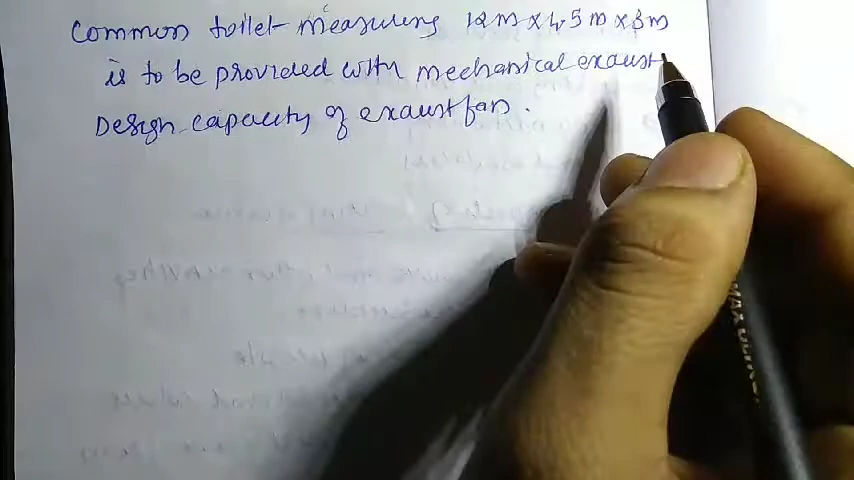 Common toilet measuring 12m x 4.5m x 3m
is to be provided with mechanical exaust
Design capacity of exaust fan.